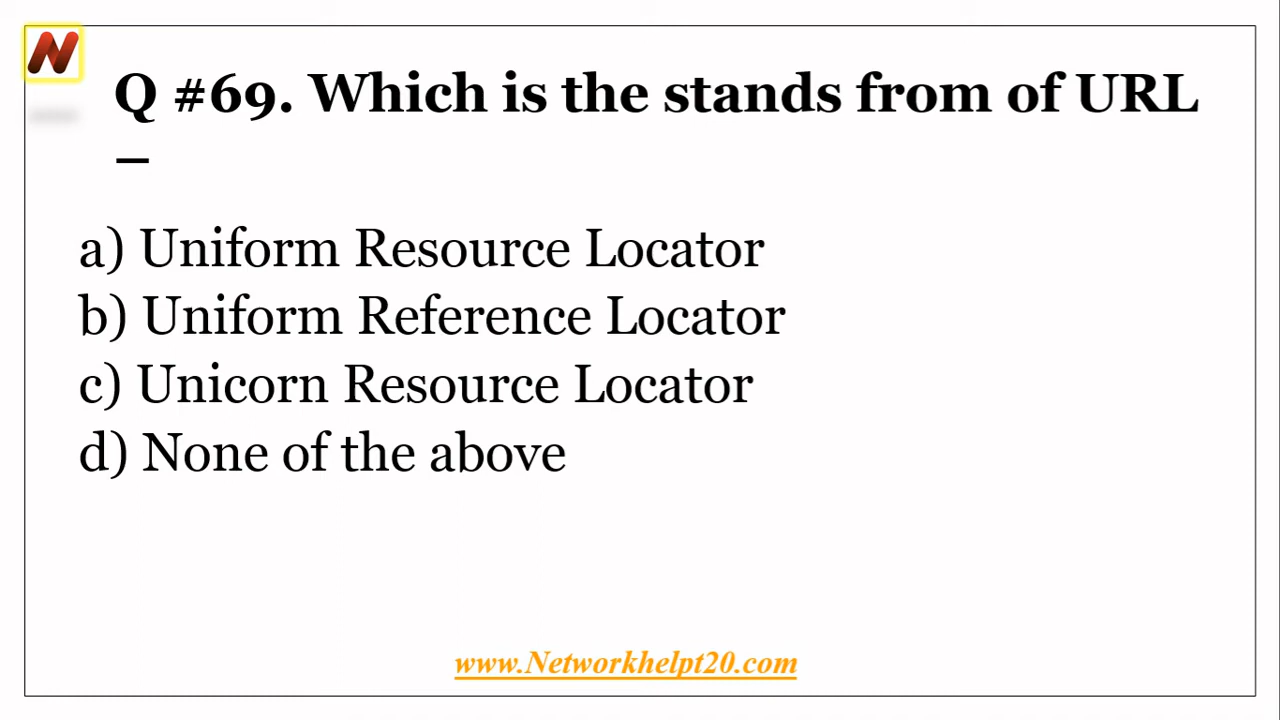 Q #69. Which is the stands from of URL
–
a) Uniform Resource Locator
b) Uniform Reference Locator
c) Unicorn Resource Locator
d) None of the above
www.Networkhelpt20.com